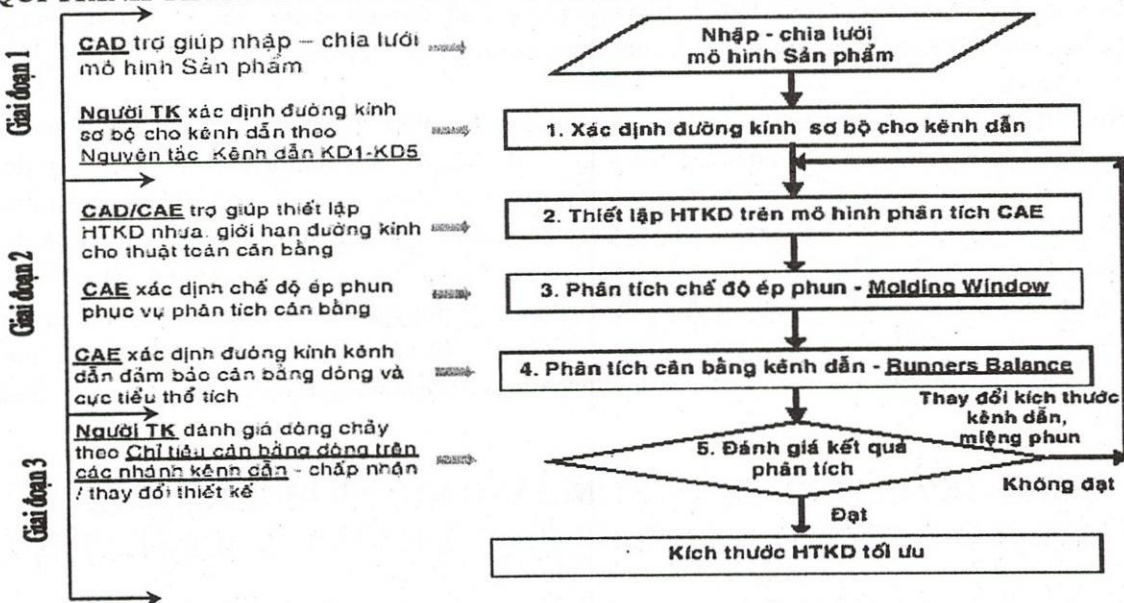 Giai đoạn 1
CAD trợ giúp nhập – chia lưới
mô hình Sản phẩm
Người TK xác định đường kính
sơ bộ cho kênh dẫn theo
Nguyên tắc Kênh dẫn KD1-KD5
Giai đoạn 2
CAD/CAE trợ giúp thiết lập
HTKD nhựa. giới hạn đường kính
cho thuật toán cân bằng
CAE xác định chế độ ép phun
phục vụ phân tích cân bằng
CAE xác định đường kính kênh
dẫn đảm bảo cân bằng dòng và
cực tiểu thể tích
Giai đoạn 3
Người TK đánh giá dòng chảy
theo Chỉ tiêu cân bằng dòng trên
các nhánh kênh dẫn - chấp nhận
/ thay đổi thiết kế
Nhập - chia lưới
mô hình Sản phẩm
1. Xác định đường kính sơ bộ cho kênh dẫn
2. Thiết lập HTKD trên mô hình phân tích CAE
3. Phân tích chế độ ép phun - Molding Window
4. Phân tích cân bằng kênh dẫn - Runners Balance
Thay đổi kích thước
kênh dẫn,
miệng phun
5. Đánh giá kết quả
phân tích
Không đạt
Đạt
Kích thước HTKD tối ưu